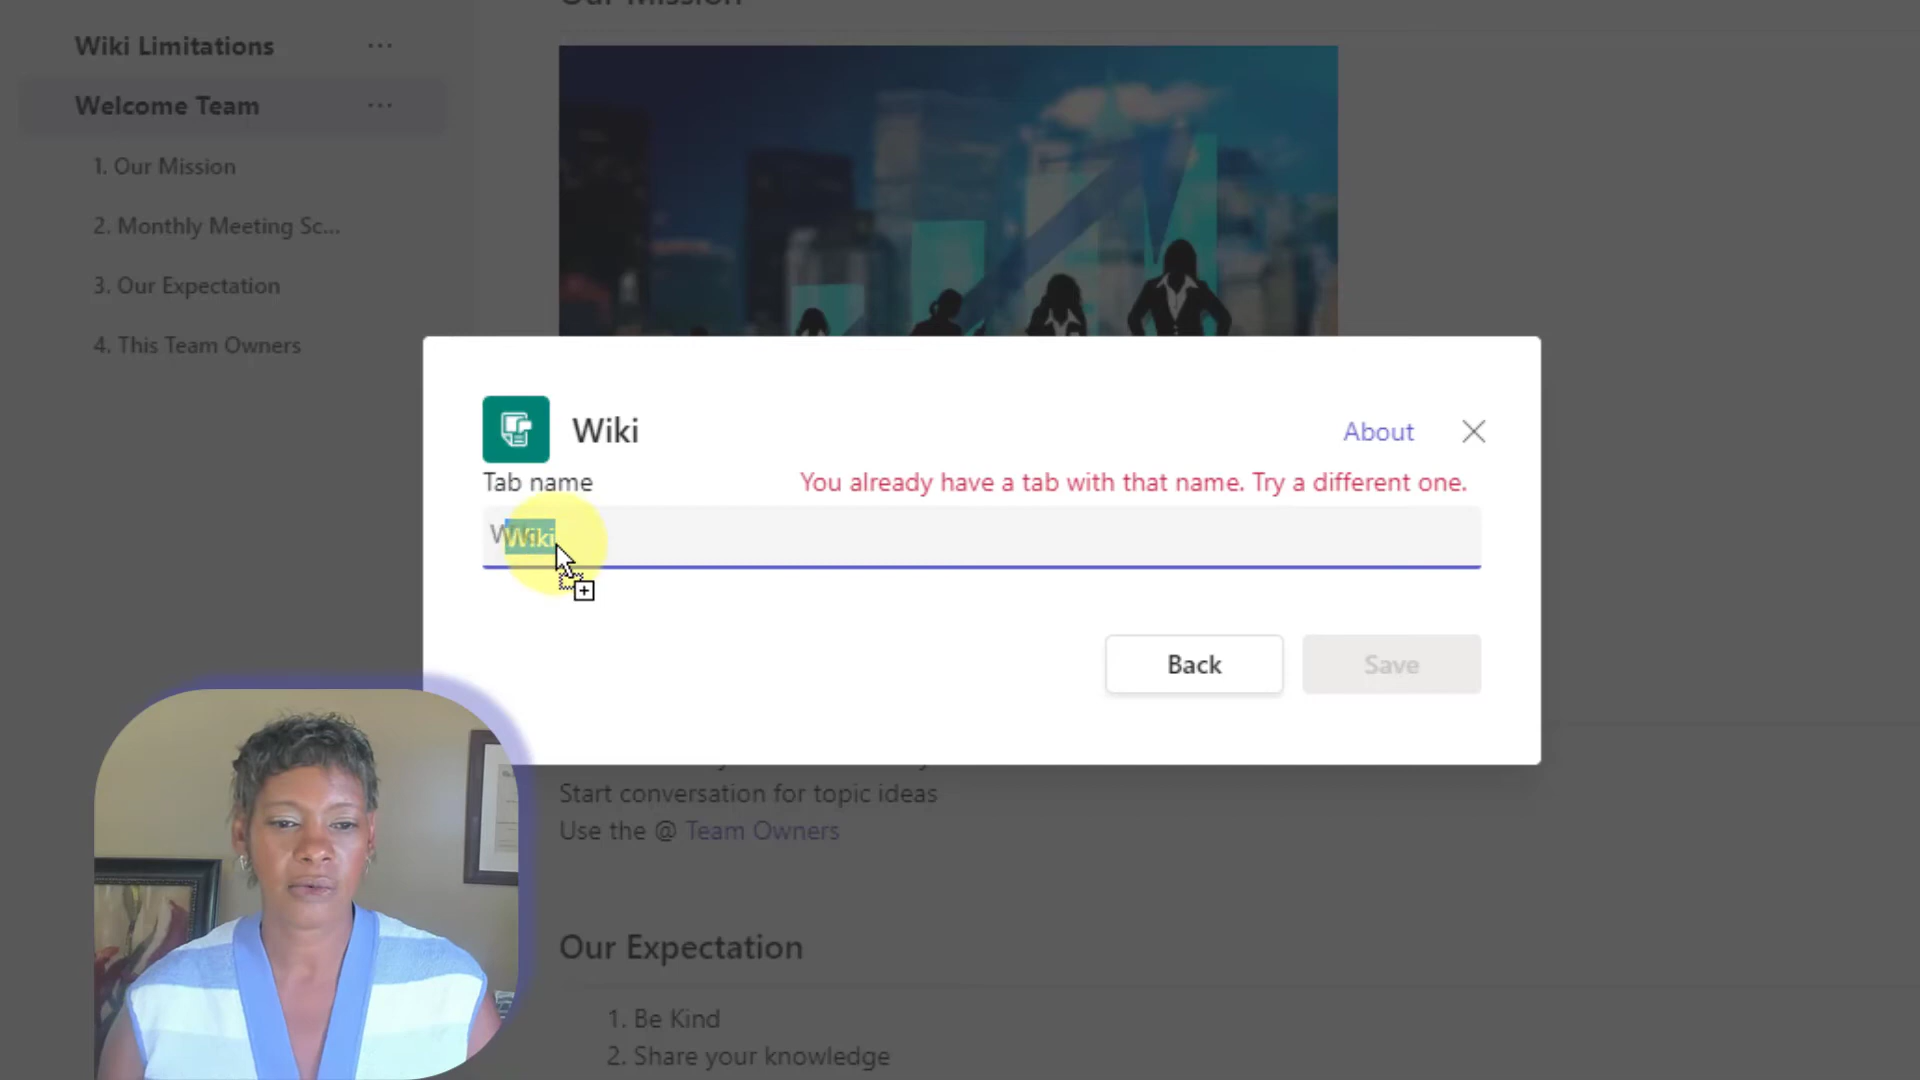 Wiki Limitations
Welcome Team
1. Our Mission
2. Monthly Meeting Sc...
3. Our Expectation
4. This Team Owners
Wiki
About
Tab name
You already have a tab with that name. Try a different one.
Wiki
Back
Save
Start conversation for topic ideas
Use the @ Team Owners
Our Expectation
1. Be Kind
2. Share your knowledge